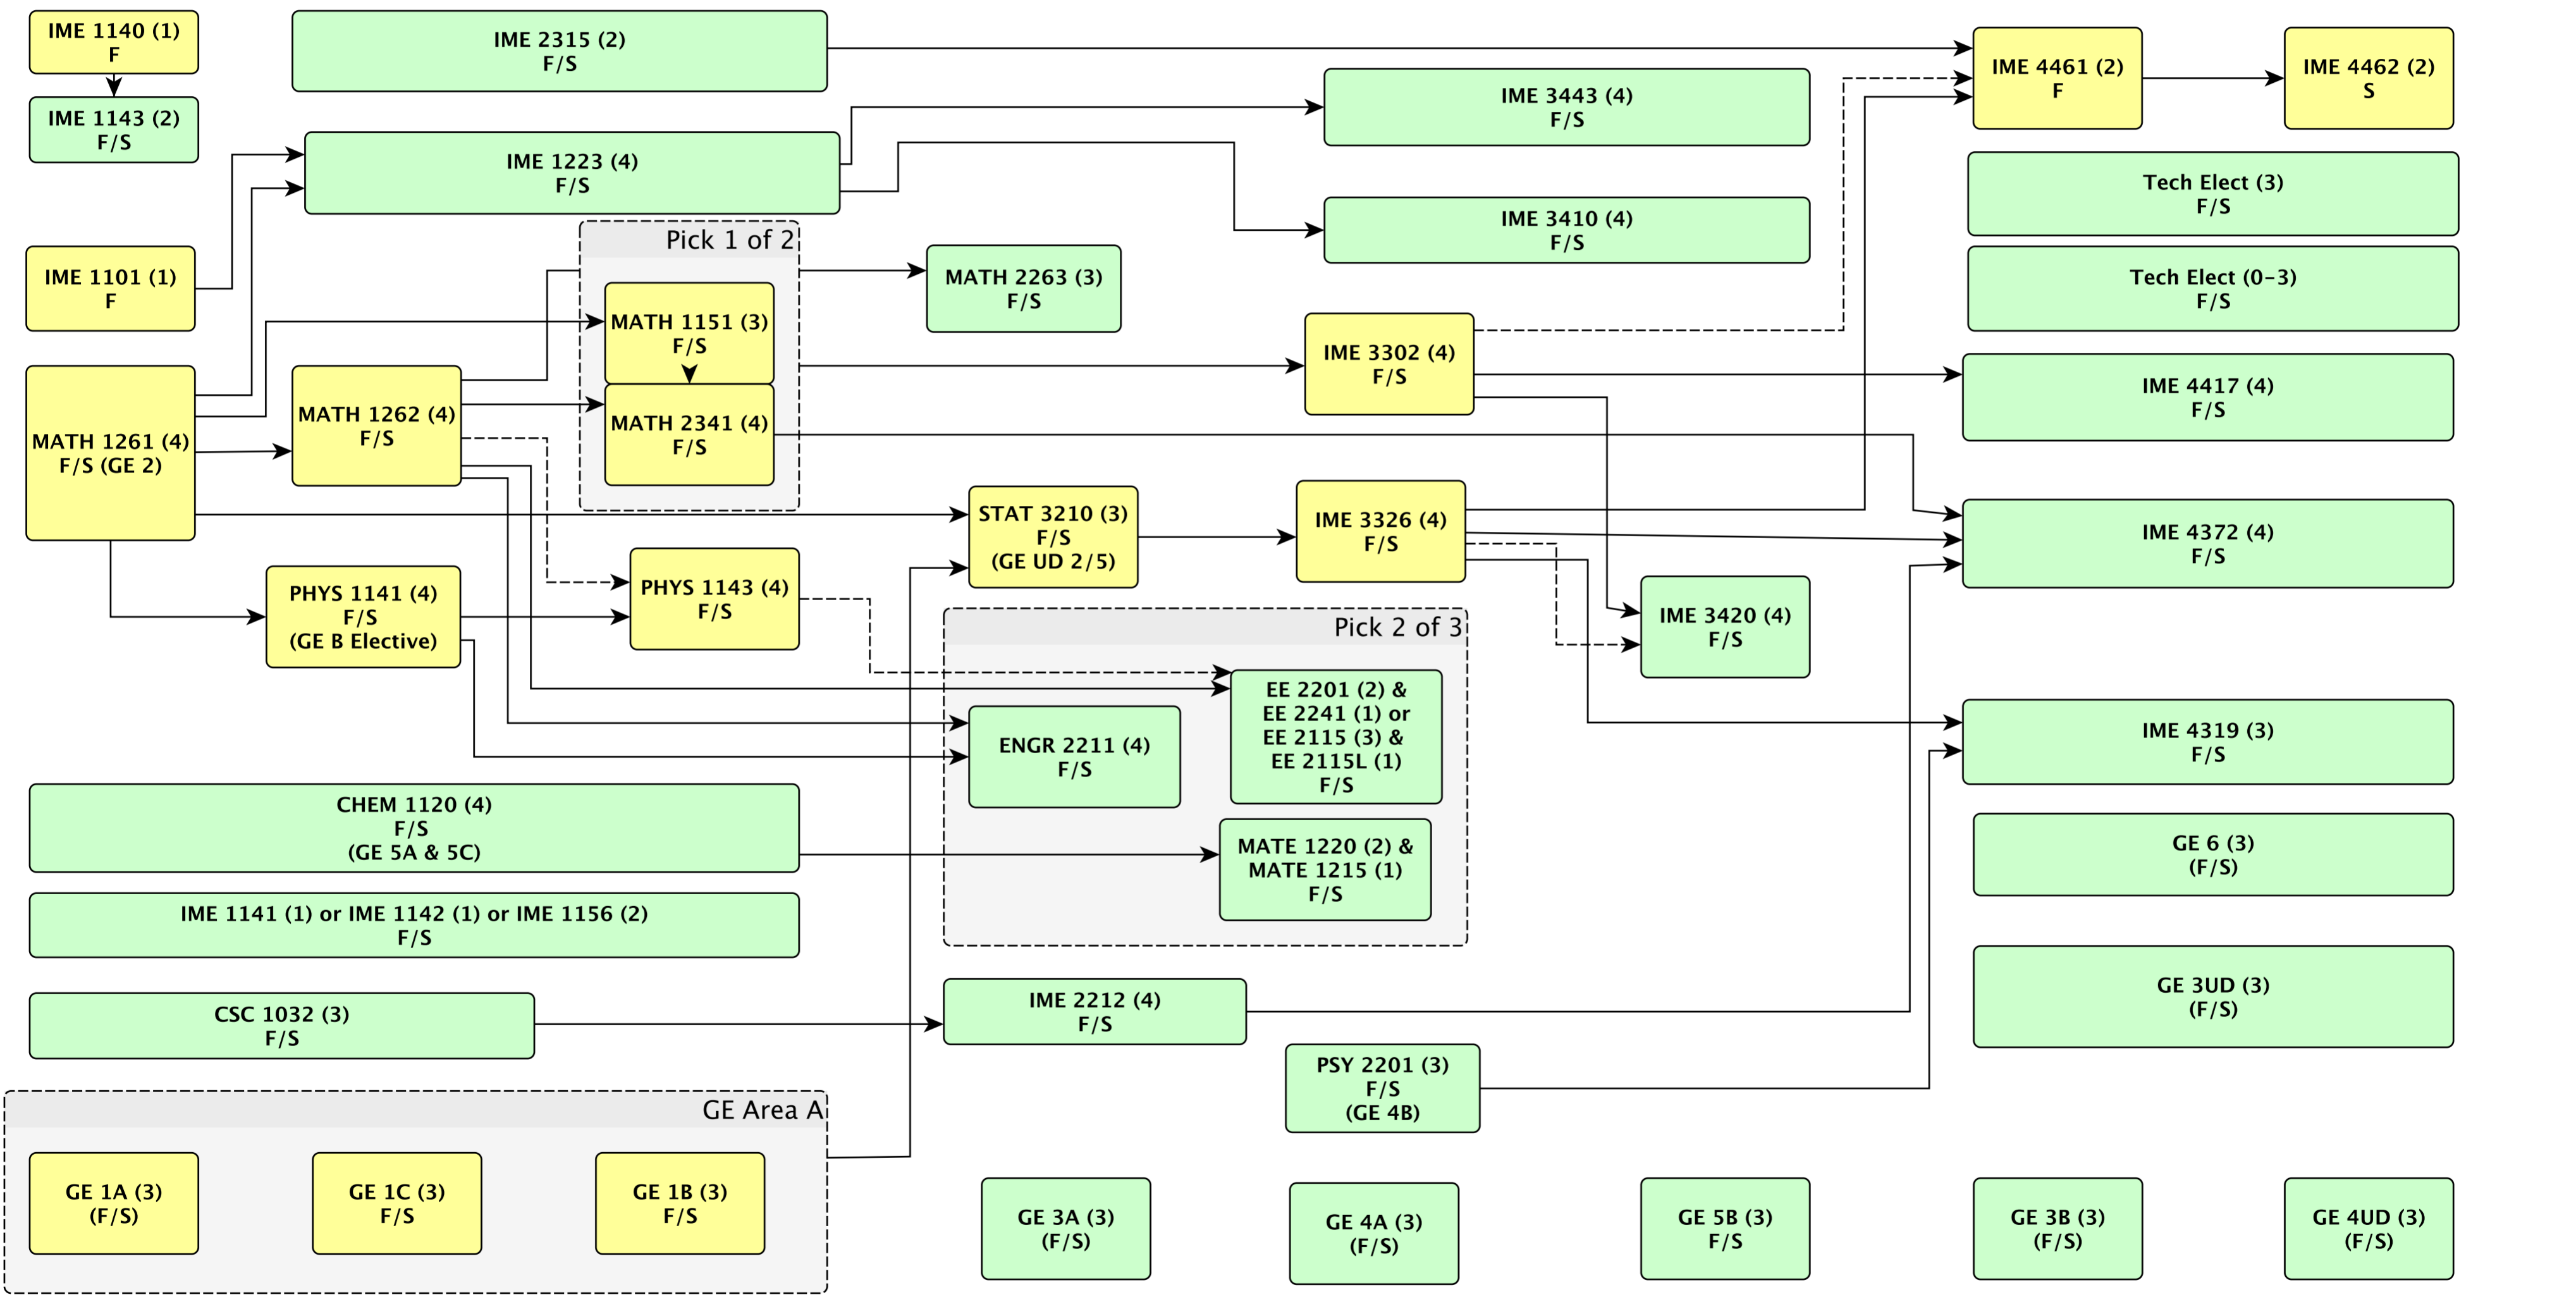 IME 1140 (1)
F
IME 1143 (2)
F/S
IME 2315 (2)
F/S
IME 1223 (4)
F/S
IME 3443 (4)
F/S
IME 3410 (4)
F/S
IME 4461 (2)
F
IME 4462 (2)
S
Tech Elect (3)
F/S
Tech Elect (0-3)
F/S
IME 1101 (1)
F
Pick 1 of 2
MATH 1151 (3)
F/S
MATH 2341 (4)
F/S
MATH 2263 (3)
F/S
IME 3302 (4)
F/S
IME 4417 (4)
F/S
MATH 1261 (4)
F/S (GE 2)
MATH 1262 (4)
F/S
STAT 3210 (3)
F/S
(GE UD 2/5)
IME 3326 (4)
F/S
IME 4372 (4)
F/S
PHYS 1141 (4)
F/S
(GE B Elective)
PHYS 1143 (4)
F/S
IME 3420 (4)
F/S
Pick 2 of 3
EE 2201 (2) &
EE 2241 (1) or
EE 2115 (3) &
EE 2115L (1)
F/S
ENGR 2211 (4)
F/S
MATE 1220 (2) &
MATE 1215 (1)
F/S
IME 4319 (3)
F/S
CHEM 1120 (4)
F/S
(GE 5A & 5C)
GE 6 (3)
(F/S)
IME 1141 (1) or IME 1142 (1) or IME 1156 (2)
F/S
CSC 1032 (3)
F/S
IME 2212 (4)
F/S
GE 3UD (3)
(F/S)
PSY 2201 (3)
F/S
(GE 4B)
GE Area A
GE 1A (3)
(F/S)
GE 1C (3)
F/S
GE 1B (3)
F/S
GE 3A (3)
(F/S)
GE 4A (3)
(F/S)
GE 5B (3)
F/S
GE 3B (3)
(F/S)
GE 4UD (3)
(F/S)